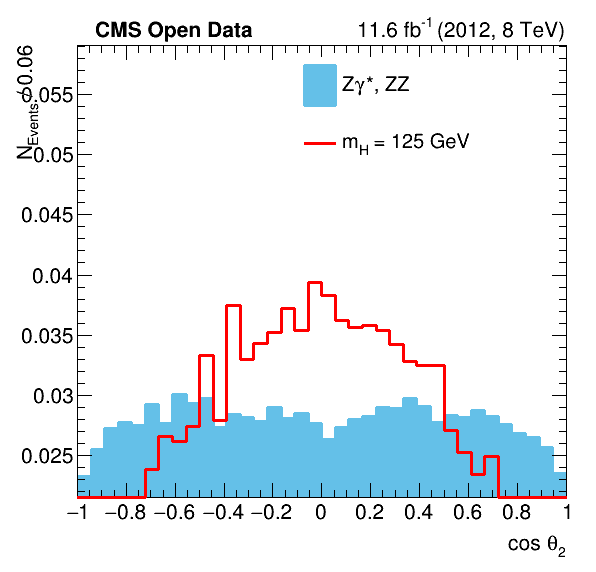 CMS Open Data 11.6 fb⁻¹ (2012, 8 TeV)
N_Events / 0.06
Zγ*, ZZ
m_H = 125 GeV
0.055
0.05
0.045
0.04
0.035
0.03
0.025
−1 −0.8 −0.6 −0.4 −0.2 0 0.2 0.4 0.6 0.8 1
cos θ₂